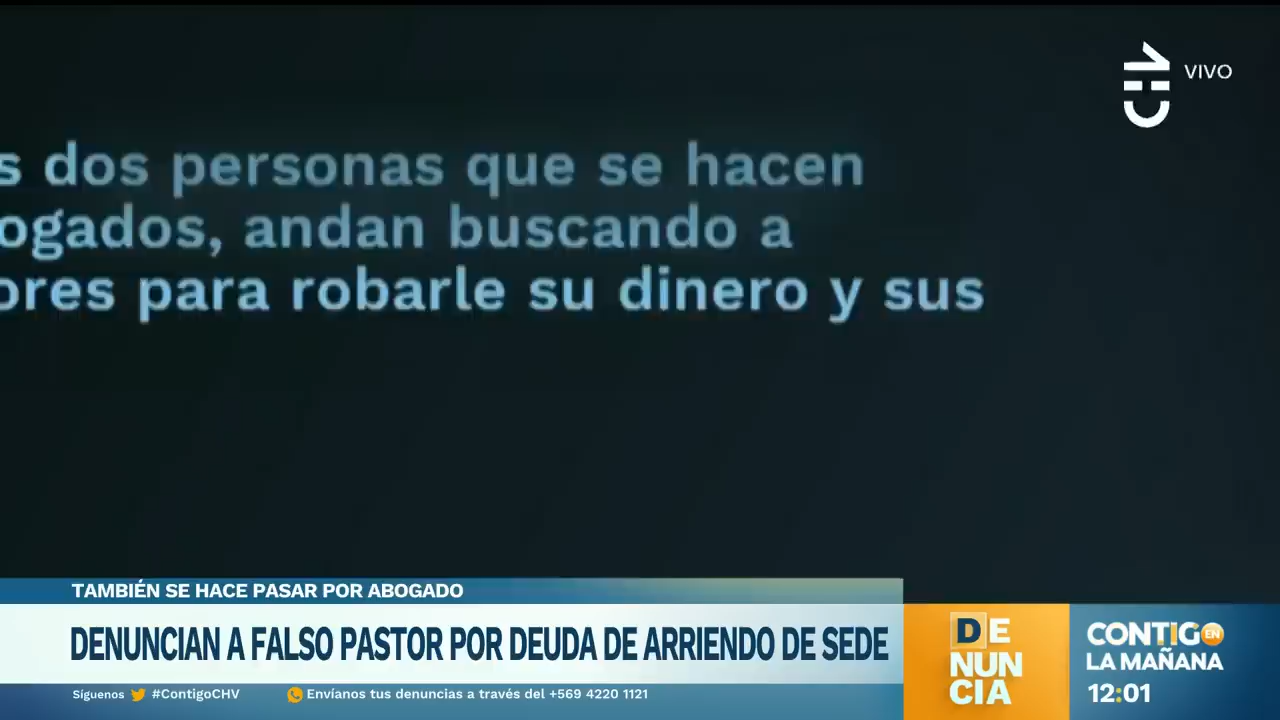 CHV VIVO
s dos personas que se hacen
ogados, andan buscando a
ores para robarle su dinero y sus
TAMBIÉN SE HACE PASAR POR ABOGADO
DENUNCIAN A FALSO PASTOR POR DEUDA DE ARRIENDO DE SEDE
DE
NUN
CIA
CONTIGO EN
LA MAÑANA
12:01
Síguenos #ContigoCHV Envíanos tus denuncias a través del +569 4220 1121